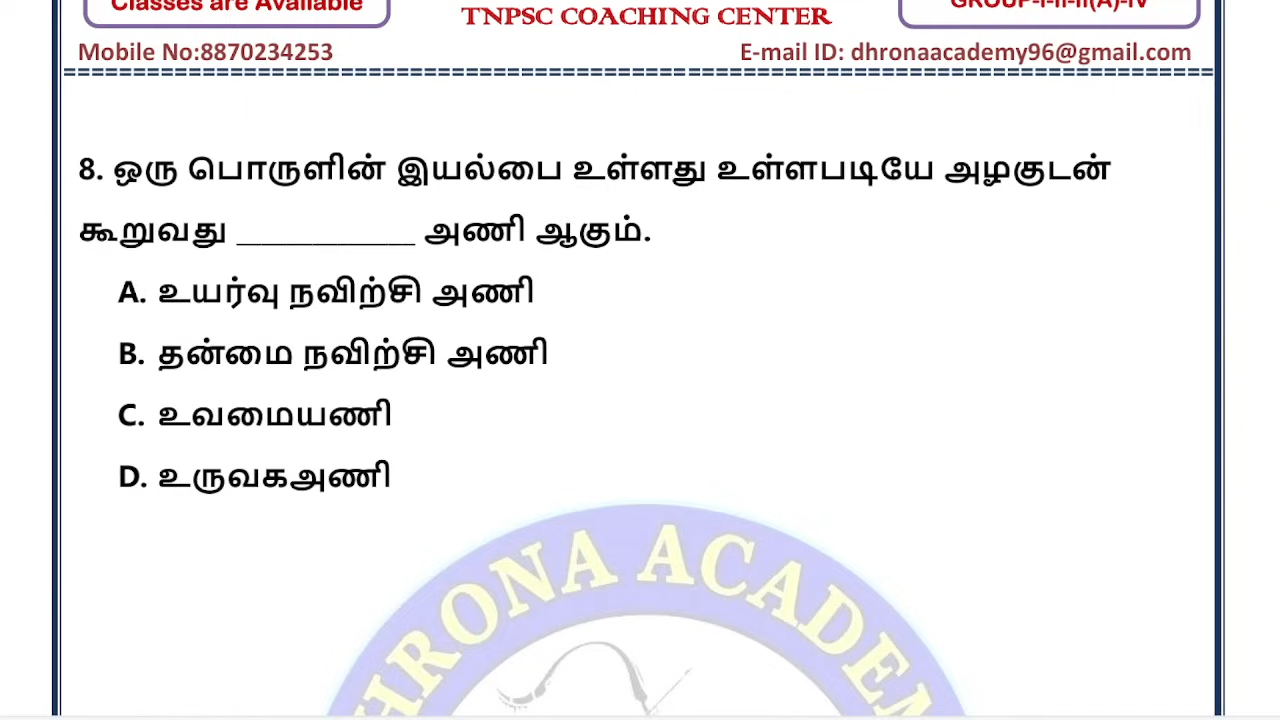 Classes are Available
TNPSC COACHING CENTER
GROUP-I-II-II(A)-IV
Mobile No:8870234253
E-mail ID: dhronaacademy96@gmail.com
8. ஒரு பொருளின் இயல்பை உள்ளது உள்ளபடியே அழகுடன்
கூறுவது ____________ அணி ஆகும்.
A. உயர்வு நவிற்சி அணி
B. தன்மை நவிற்சி அணி
C. உவமையணி
D. உருவகஅணி
DHRONA ACADEM